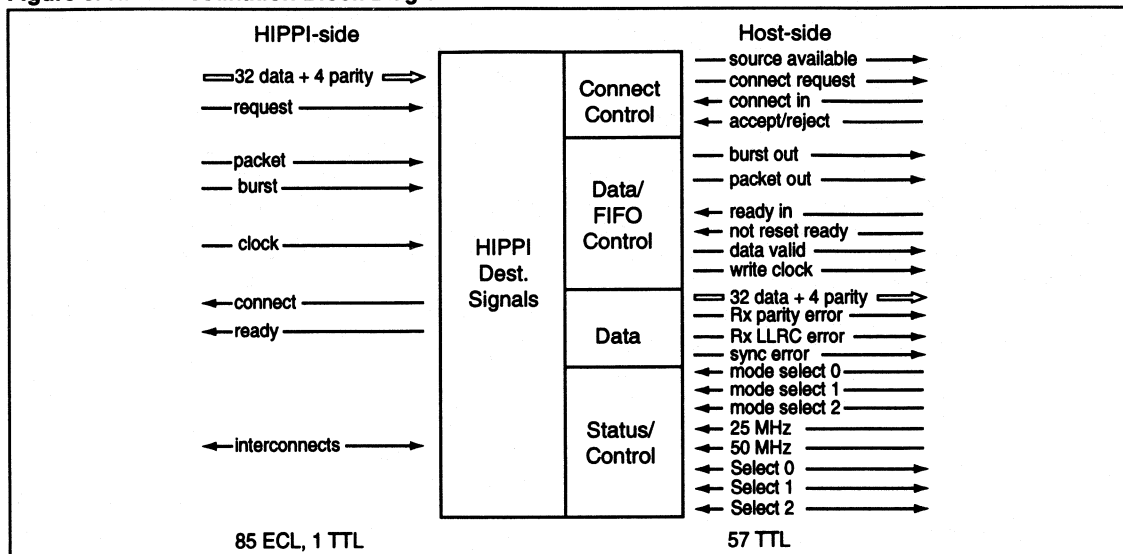 HIPPI-side
Host-side
32 data + 4 parity
request
packet
burst
clock
connect
ready
interconnects
85 ECL, 1 TTL
HIPPI
Dest.
Signals
Connect
Control
Data/
FIFO
Control
Data
Status/
Control
source available
connect request
connect in
accept/reject
burst out
packet out
ready in
not reset ready
data valid
write clock
32 data + 4 parity
Rx parity error
Rx LLRC error
sync error
mode select 0
mode select 1
mode select 2
25 MHz
50 MHz
Select 0
Select 1
Select 2
57 TTL